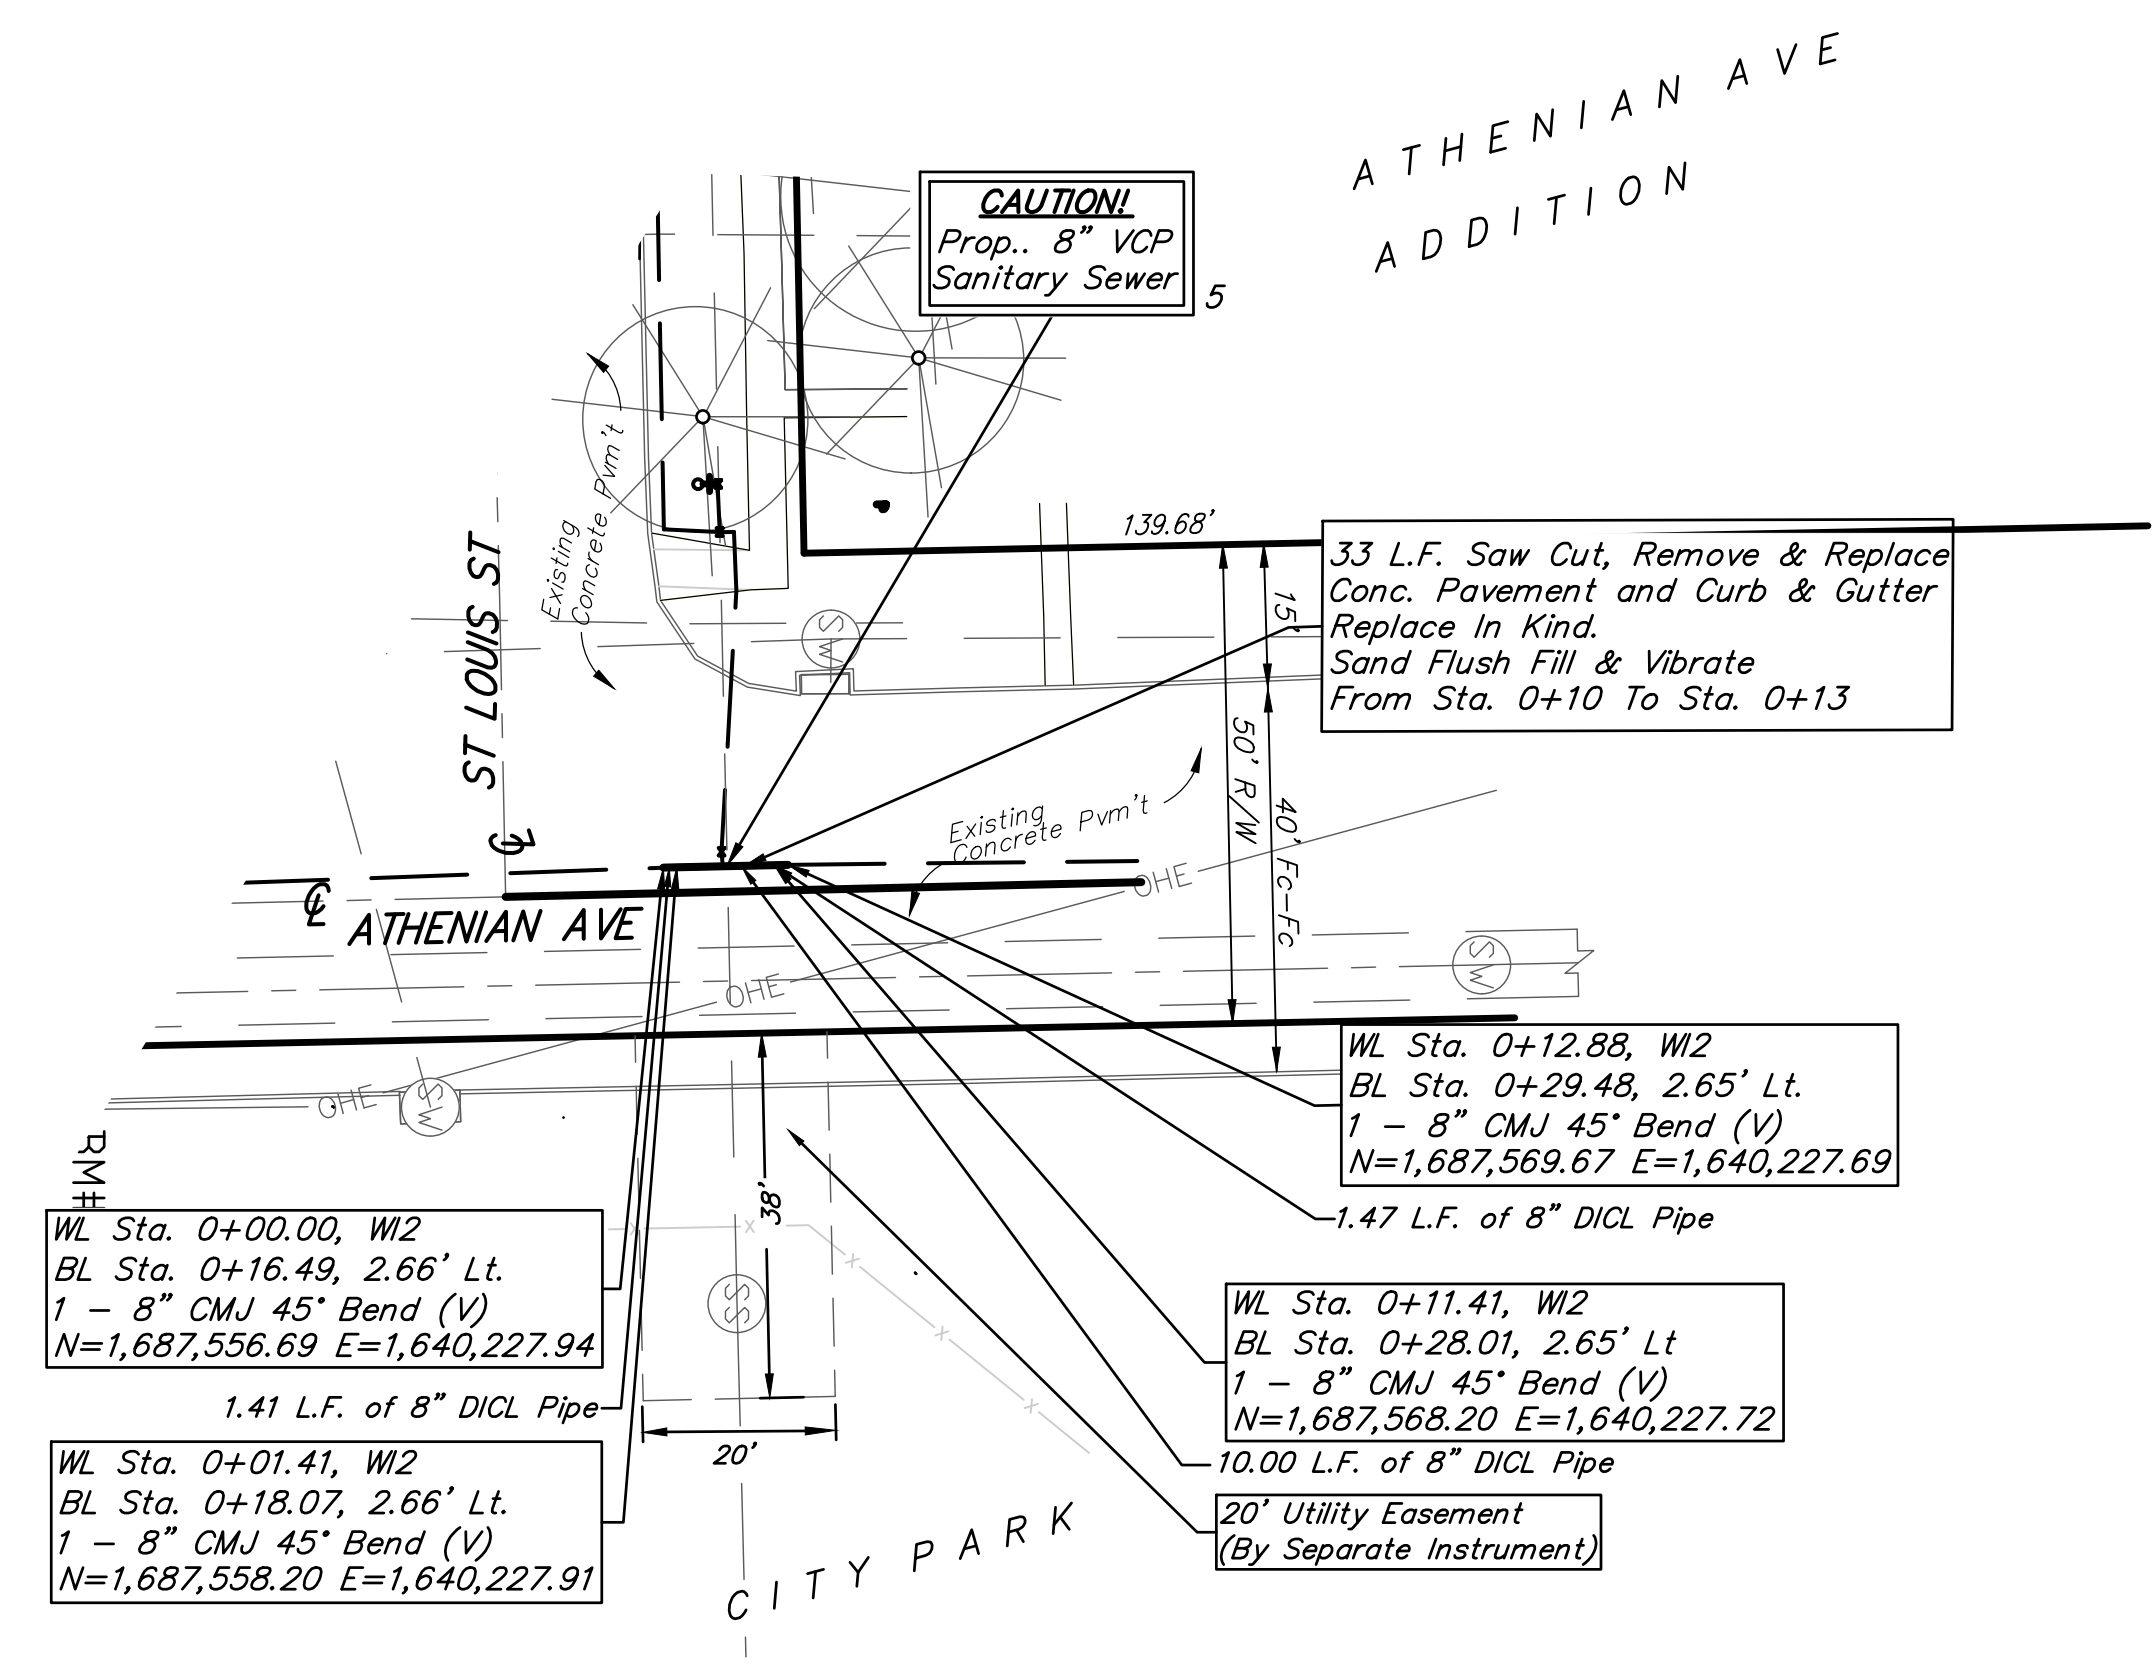 ATHENIAN AVE
ADDITION
CAUTION!
Prop.. 8" VCP
Sanitary Sewer
5
Existing
Concrete Pvm't
139.68'
33 L.F. Saw Cut, Remove & Replace
Conc. Pavement and Curb & Gutter
Replace In Kind.
Sand Flush Fill & Vibrate
From Sta. 0+10 To Sta. 0+13
15'
ST LOUIS ST
WS
50' R/W
40' Fc-Fc
Existing
Concrete Pvm't
OHE
℄
ATHENIAN AVE
WS
OHE
OHE
WS
RM#
38'
WL Sta. 0+12.88, WI2
BL Sta. 0+29.48, 2.65' Lt.
1 - 8" CMJ 45° Bend (V)
N=1,687,569.67 E=1,640,227.69
1.47 L.F. of 8" DICL Pipe
WL Sta. 0+00.00, WI2
BL Sta. 0+16.49, 2.66' Lt.
1 - 8" CMJ 45° Bend (V)
N=1,687,556.69 E=1,640,227.94
x
x
x
x
SS
WL Sta. 0+11.41, WI2
BL Sta. 0+28.01, 2.65' Lt
1 - 8" CMJ 45° Bend (V)
N=1,687,568.20 E=1,640,227.72
1.41 L.F. of 8" DICL Pipe
20'
10.00 L.F. of 8" DICL Pipe
WL Sta. 0+01.41, WI2
BL Sta. 0+18.07, 2.66' Lt.
1 - 8" CMJ 45° Bend (V)
N=1,687,558.20 E=1,640,227.91
20' Utility Easement
(By Separate Instrument)
CITY PARK